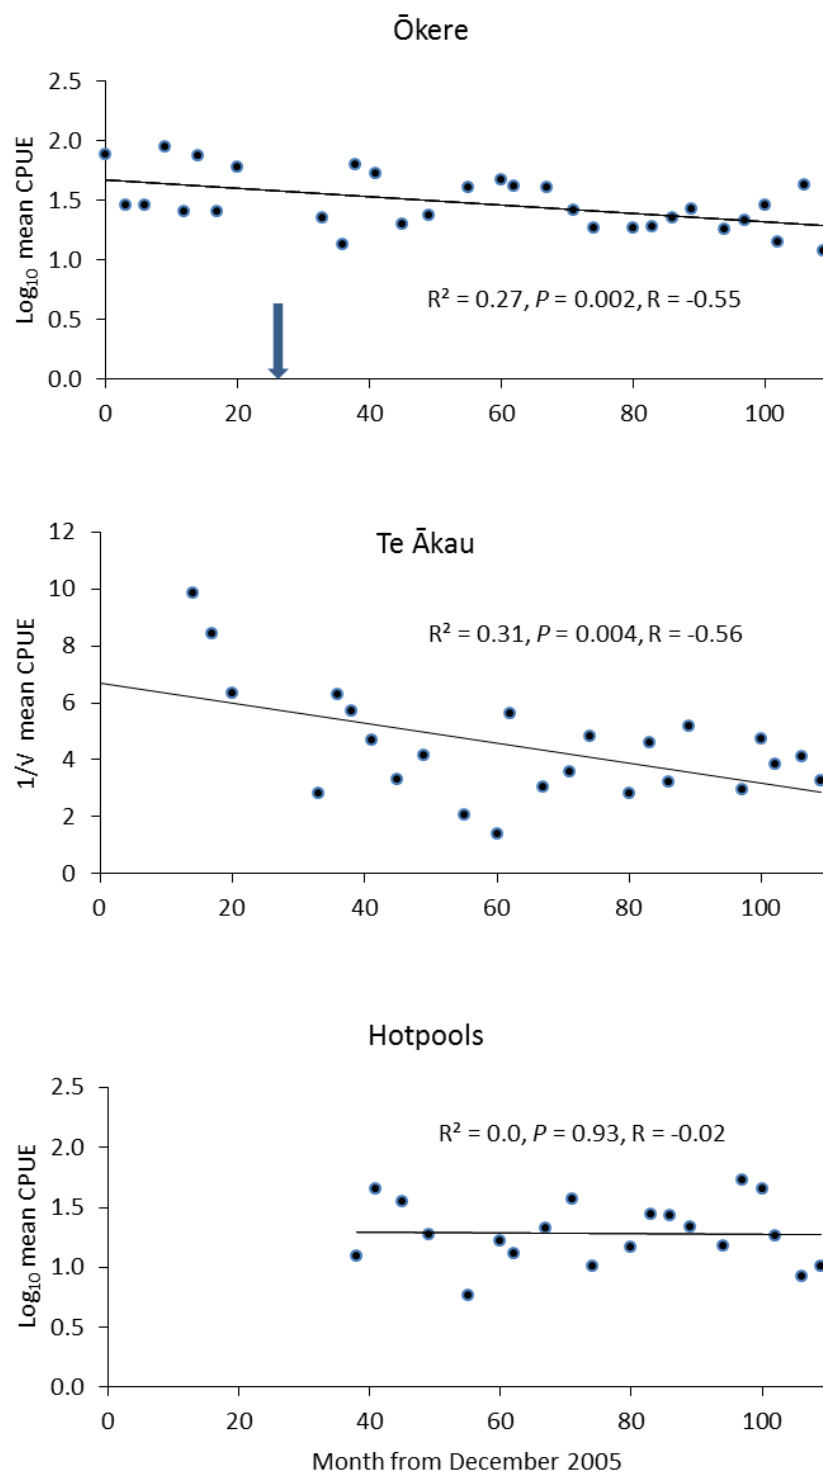 Ōkere
2.5
2.0
1.5
1.0
0.5
0.0
Log₁₀ mean CPUE
R² = 0.27, P = 0.002, R = -0.55
0 20 40 60 80 100
Te Ākau
12
10
8
6
4
2
0
1/√ mean CPUE
R² = 0.31, P = 0.004, R = -0.56
0 20 40 60 80 100
Hotpools
2.5
2.0
1.5
1.0
0.5
0.0
Log₁₀ mean CPUE
R² = 0.0, P = 0.93, R = -0.02
0 20 40 60 80 100
Month from December 2005